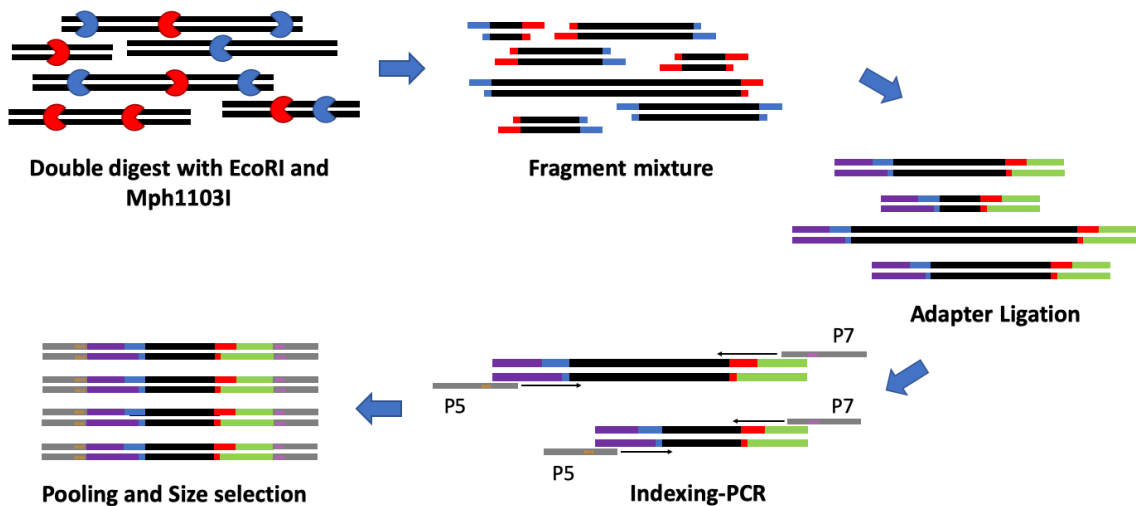 Double digest with EcoRI and
Mph1103I
Fragment mixture
Adapter Ligation
P7
P5
P7
P5
Indexing-PCR
Pooling and Size selection